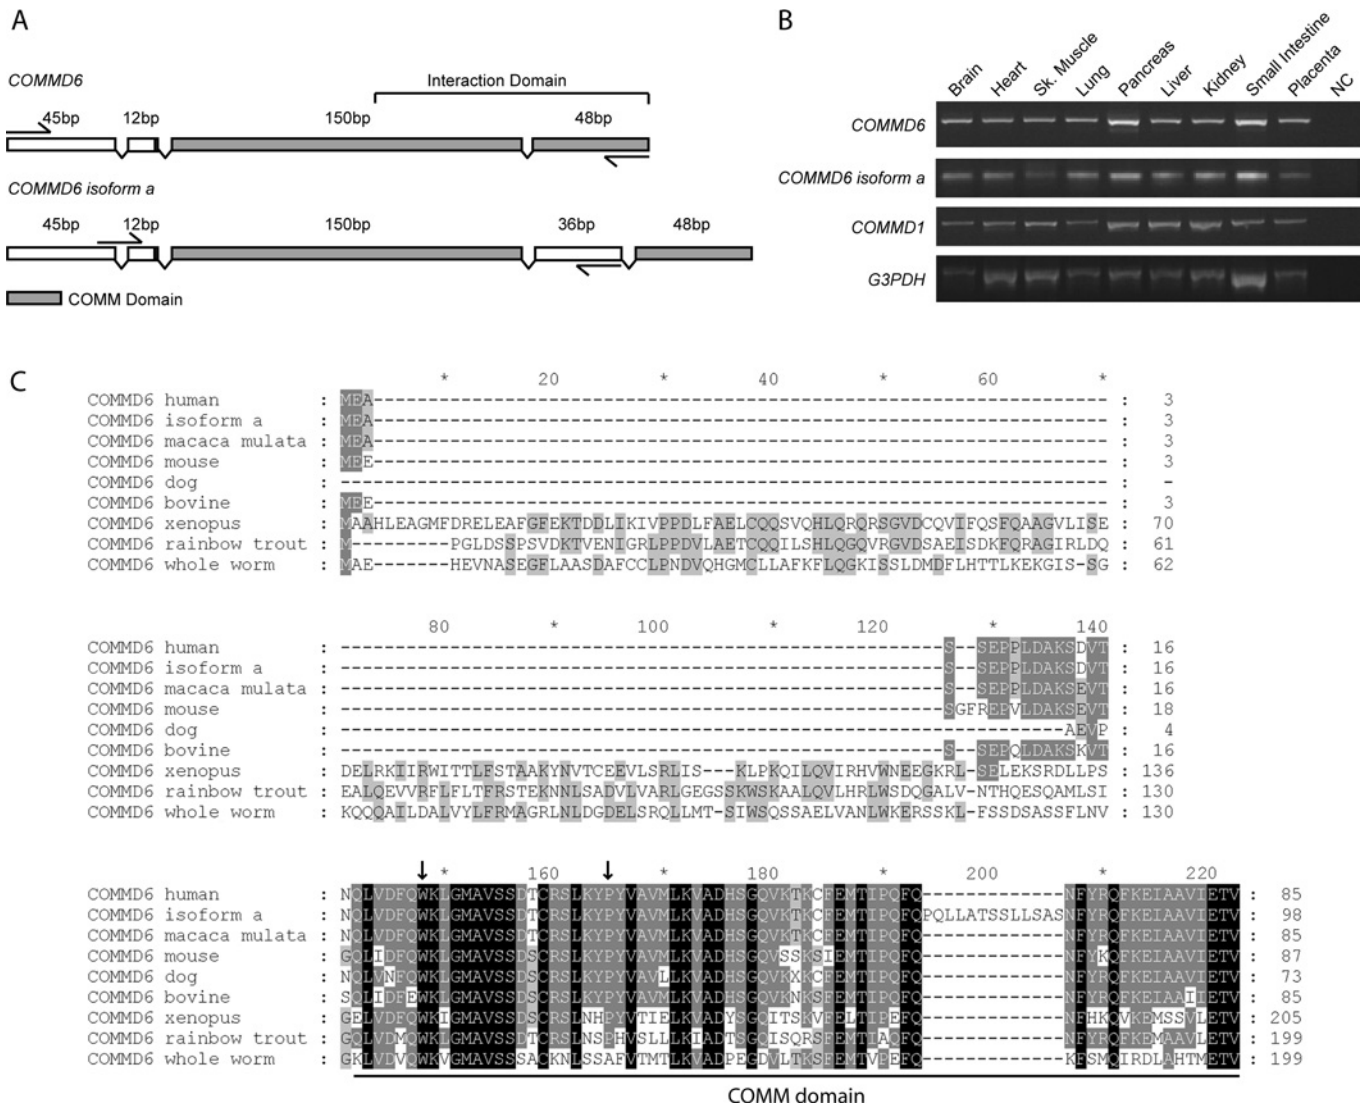 A
COMMD6
Interaction Domain
45bp 12bp 150bp 48bp
COMMD6 isoform a
45bp 12bp 150bp 36bp 48bp
COMM Domain
B
Brain Heart Sk. Muscle Lung Pancreas Liver Kidney Small Intestine Placenta NC
COMMD6
COMMD6 isoform a
COMMD1
G3PDH
C
* 20 * 40 * 60 *
COMMD6 human : MEA------------------------------------------------------------------- : 3
COMMD6 isoform a : MEA------------------------------------------------------------------- : 3
COMMD6 macaca mulata : MEA------------------------------------------------------------------- : 3
COMMD6 mouse : MEE------------------------------------------------------------------- : 3
COMMD6 dog : ---------------------------------------------------------------------- : -
COMMD6 bovine : MEE------------------------------------------------------------------- : 3
COMMD6 xenopus : MAAHLEAGMFDRELEAFGFEKTDDLIKIVPPDLFAELCQQSVQHLQRQRSGVDCQVIFQSFQAAGVLISE : 70
COMMD6 rainbow trout : M---------PGLDSSPSVDKTVENIGRLPPDVLAETCQQILSHLQGQVRGVDSAEISDKFQRAGIRLDQ : 61
COMMD6 whole worm : MAE-------HEVNASEGFLAASDAFCCLPNDVQHGMCLLAFKFLQGKISSLDMDFLHTTLKEKGISS-SG : 62
80 * 100 * 120 * 140
COMMD6 human : -------------------------------------------------------S--SEPPLDAKSDVT : 16
COMMD6 isoform a : -------------------------------------------------------S--SEPPLDAKSDVT : 16
COMMD6 macaca mulata : -------------------------------------------------------S--SEPPLDAKSEVT : 16
COMMD6 mouse : -------------------------------------------------------SGFREPVLDAKSEVT : 18
COMMD6 dog : ------------------------------------------------------------------AEVP : 4
COMMD6 bovine : -------------------------------------------------------S--SEPQLDAKSKVT : 16
COMMD6 xenopus : DELRKIIRWITTLFSTAAKYNVTCEEVLSRLIS---KLPKQILQVIRHVWNEEGKRL-SELEKSRDLLPS : 136
COMMD6 rainbow trout : EALQEVVRFLFLTFRSTEKNNLSADVLVARLGEGSSKWSKAALQVLHRLWSDQGALV-NTHQESQAMLSI : 130
COMMD6 whole worm : KQQQAILDALVYLFRMAGRLNLDGDELSRQLLMT-SIWSQSSAELVANLWKERSSKL-FSSDSASSFLNV : 130
* 160 * 180 * 200 * 220
COMMD6 human : NQLVDFQWKLGMAVSSDTCRSLKYPYVAVMLKVADHSGQVKTKCFEMTIPQFQ-------------NFYRQFKEIAAVIETV : 85
COMMD6 isoform a : NQLVDFQWKLGMAVSSDTCRSLKYPYVAVMLKVADHSGQVKTKCFEMTIPQFQPQLLATSSLLSASNFYRQFKEIAAVIETV : 98
COMMD6 macaca mulata : NQLVDFQWKLGMAVSSDTCRSLKYPYVAVMLKVADHSGQVKTKCFEMTIPQFQ-------------NFYRQFKEIAAVIETV : 85
COMMD6 mouse : GQLIDFQWKLGMAVSSDSCRSLKYPYVAVMLKVADHSGQVSSKSIEMTIPQFQ-------------NFYKQFKEIAAVIETV : 87
COMMD6 dog : NQLVNFQWKLGMAVSSDSCRSLKYPYVALLKVADHSGQVKXKCFEMTIPQFQ-------------NFYRQFKEIAAVIETV : 73
COMMD6 bovine : SQLIDFEWKLGMAVSSDSCRSLKYPYVAVMLKVADHSGQVKNKSFEMTIPQFQ-------------NFYRQFKEIAAIIETV : 85
COMMD6 xenopus : GELVDFQWKIGMAVSSDSCRSLNHPYVTIELKVADYSGQITSKVFELTIPEFQ-------------NFHKQVKEMSSVLETV : 205
COMMD6 rainbow trout : GQLVDMQWKLGMAVSSDSCRSLNSPHVSLLLKIADTSGQISQRSFEMTIAQFQ-------------NFYRQFKEMAAVLETV : 199
COMMD6 whole worm : GKLVDVQWKVGMAVSSSACKNLSSAFVTMTLKVADPEGDVLTKSFEMTVPEFQ-------------KFSMQIRDLAHTMETV : 199
COMM domain